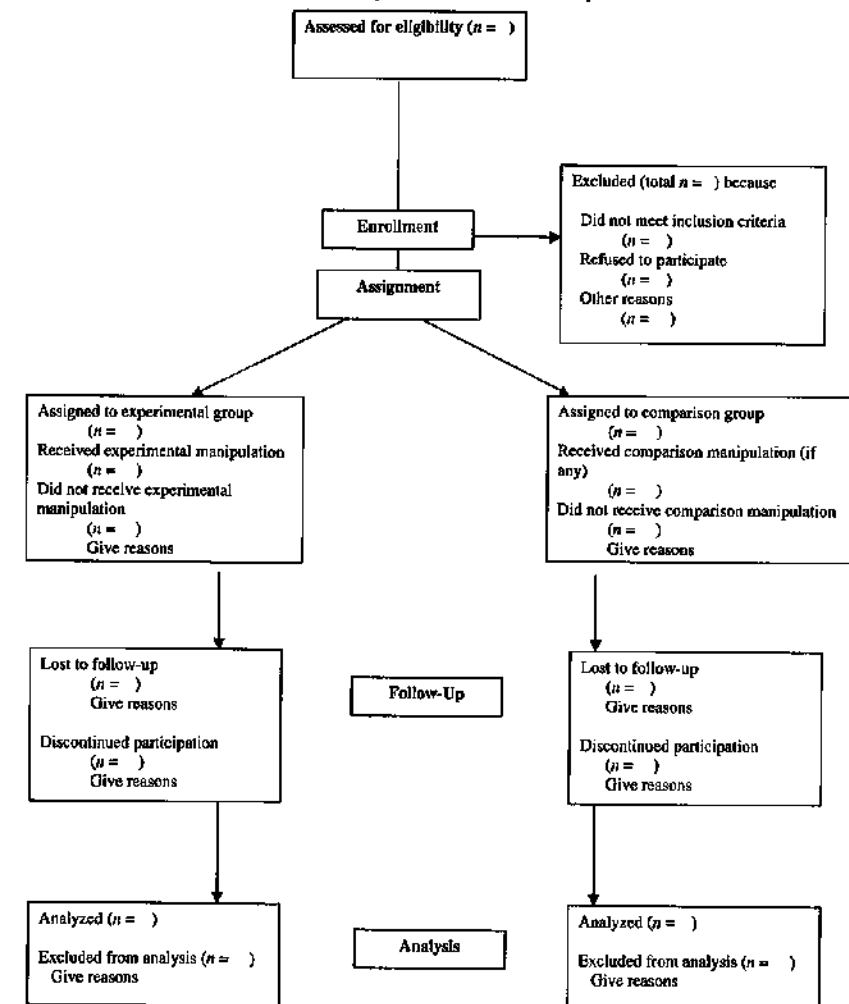 Assessed for eligibility (n = )
Excluded (total n = ) because
Did not meet inclusion criteria
(n = )
Refused to participate
(n = )
Other reasons
(n = )
Enrollment
Assignment
Assigned to experimental group
(n = )
Received experimental manipulation
(n = )
Did not receive experimental
manipulation
(n = )
Give reasons
Assigned to comparison group
(n = )
Received comparison manipulation (if
any)
(n = )
Did not receive comparison manipulation
(n = )
Give reasons
Lost to follow-up
(n = )
Give reasons
Discontinued participation
(n = )
Give reasons
Follow-Up
Lost to follow-up
(n = )
Give reasons
Discontinued participation
(n = )
Give reasons
Analyzed (n = )
Excluded from analysis (n = )
Give reasons
Analysis
Analyzed (n = )
Excluded from analysis (n = )
Give reasons